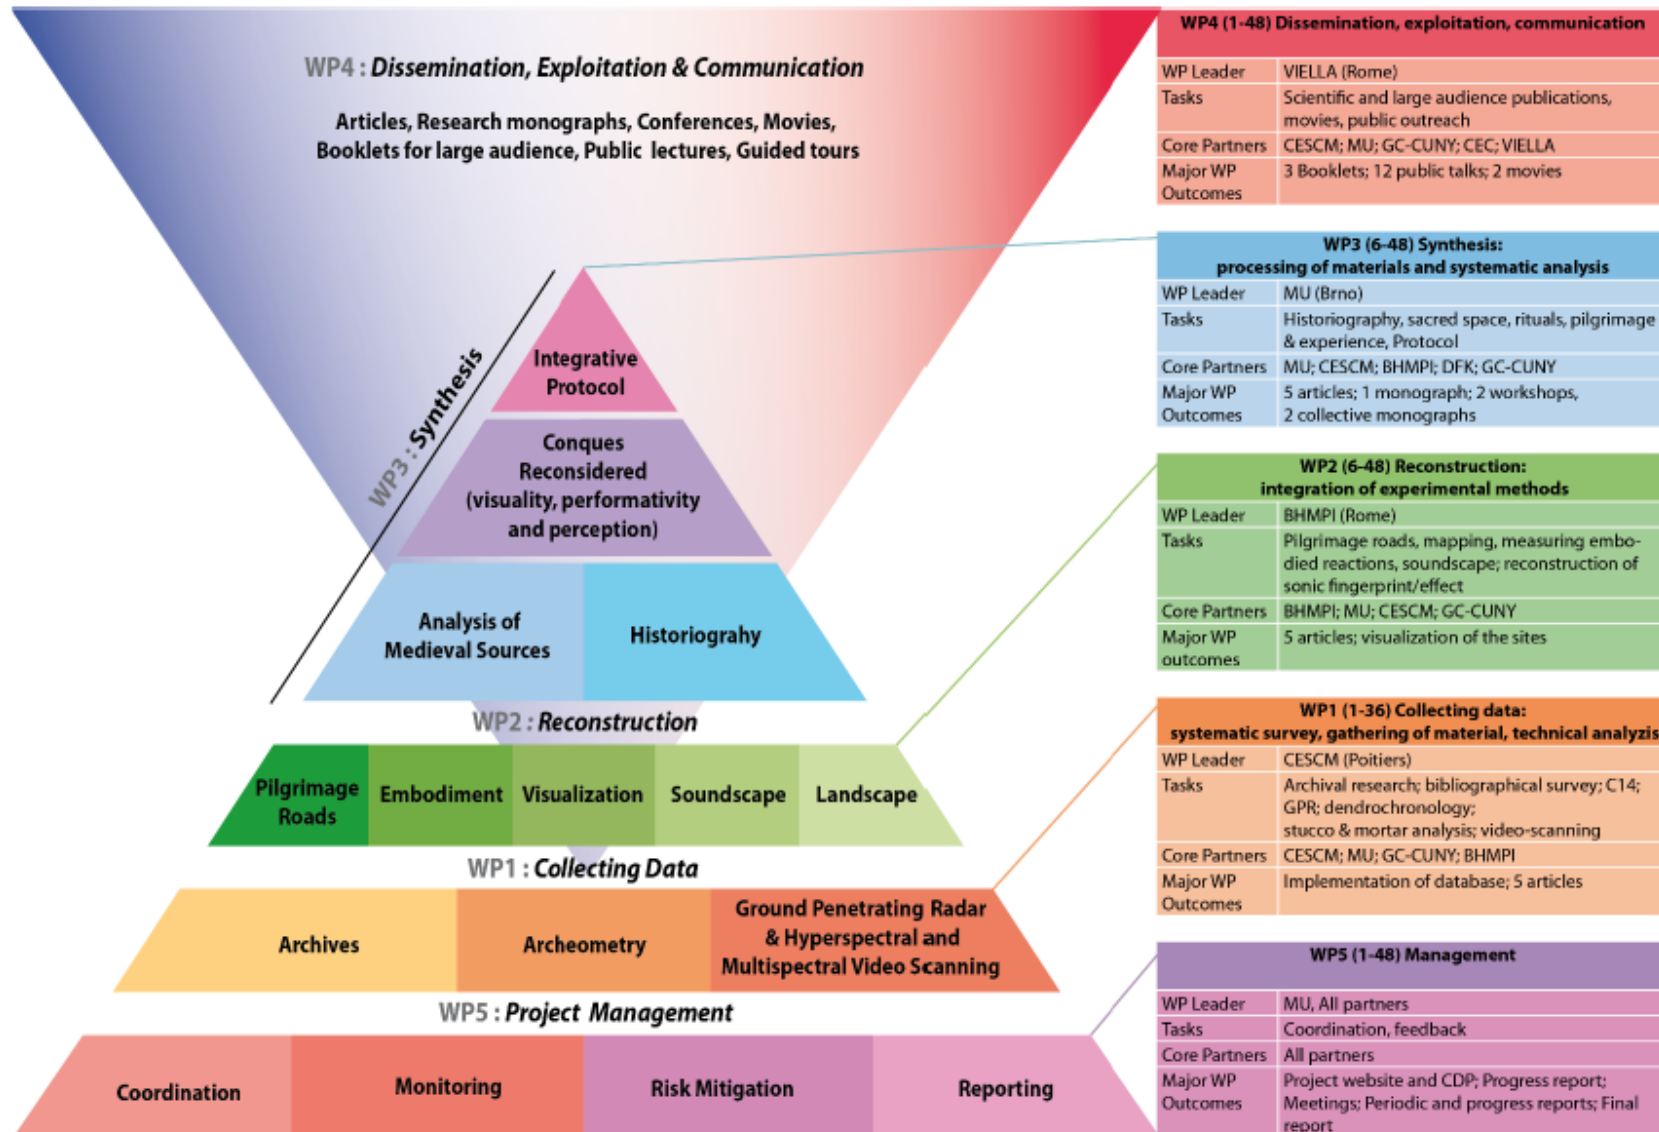 WP4 : Dissemination, Exploitation & Communication
Articles, Research monographs, Conferences, Movies,
Booklets for large audience, Public lectures, Guided tours
WP3 : Synthesis
Integrative
Protocol
Conques
Reconsidered
(visuality, performativity
and perception)
Analysis of
Medieval Sources
Historiograhy
WP2 : Reconstruction
Pilgrimage
Roads
Embodiment
Visualization
Soundscape
Landscape
WP1 : Collecting Data
Archives
Archeometry
Ground Penetrating Radar
& Hyperspectral and
Multispectral Video Scanning
WP5 : Project Management
Coordination
Monitoring
Risk Mitigation
Reporting
WP4 (1-48) Dissemination, exploitation, communication
WP Leader VIELLA (Rome)
Tasks Scientific and large audience publications,
movies, public outreach
Core Partners CESCM; MU; GC-CUNY; CEC; VIELLA
Major WP 3 Booklets; 12 public talks; 2 movies
Outcomes
WP3 (6-48) Synthesis:
processing of materials and systematic analysis
WP Leader MU (Brno)
Tasks Historiography, sacred space, rituals, pilgrimage
& experience, Protocol
Core Partners MU; CESCM; BHMPI; DFK; GC-CUNY
Major WP 5 articles; 1 monograph; 2 workshops,
Outcomes 2 collective monographs
WP2 (6-48) Reconstruction:
integration of experimental methods
WP Leader BHMPI (Rome)
Tasks Pilgrimage roads, mapping, measuring embo-
died reactions, soundscape; reconstruction of
sonic fingerprint/effect
Core Partners BHMPI; MU; CESCM; GC-CUNY
Major WP 5 articles; visualization of the sites
outcomes
WP1 (1-36) Collecting data:
systematic survey, gathering of material, technical analyzis
WP Leader CESCM (Poitiers)
Tasks Archival research; bibliographical survey; C14;
GPR; dendrochronology;
stucco & mortar analysis; video-scanning
Core Partners CESCM; MU; GC-CUNY; BHMPI
Major WP Implementation of database; 5 articles
Outcomes
WP5 (1-48) Management
WP Leader MU, All partners
Tasks Coordination, feedback
Core Partners All partners
Major WP Project website and CDP; Progress report;
Outcomes Meetings; Periodic and progress reports; Final
report